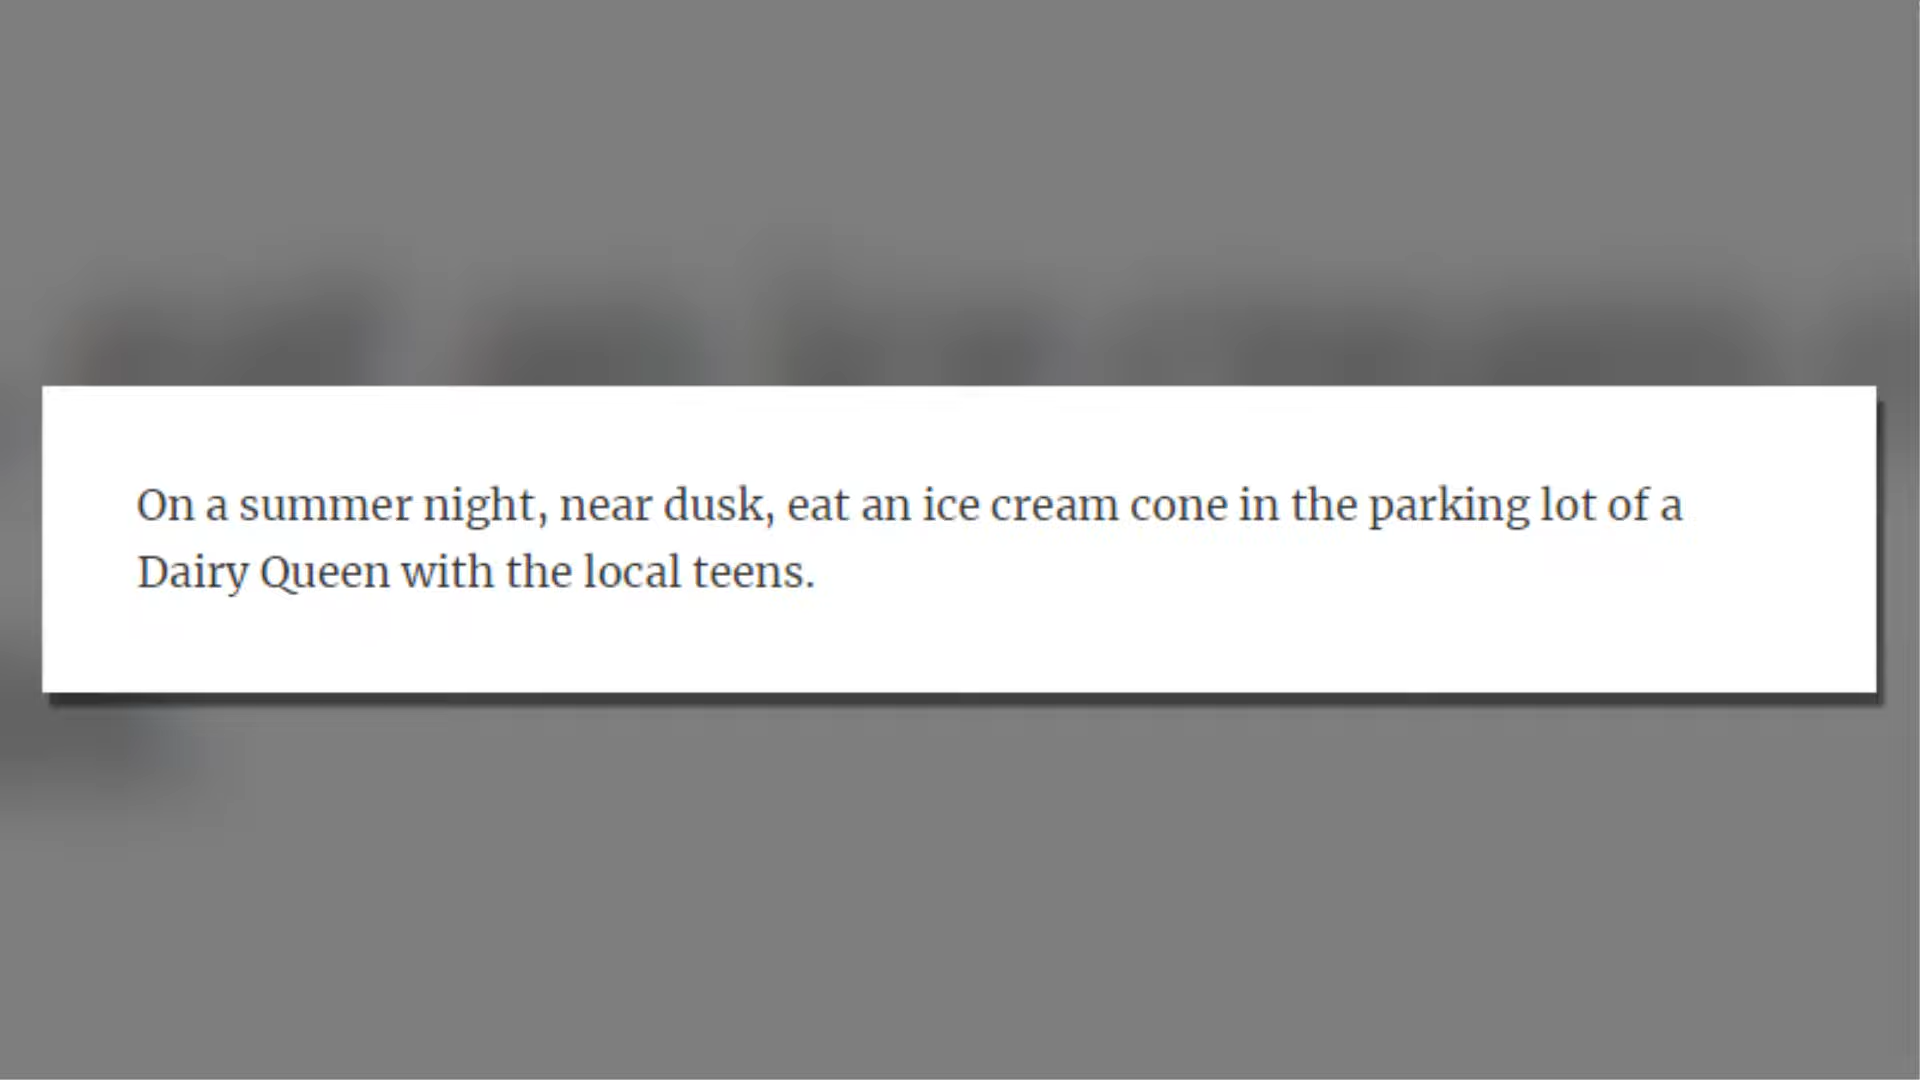 On a summer night, near dusk, eat an ice cream cone in the parking lot of a
Dairy Queen with the local teens.